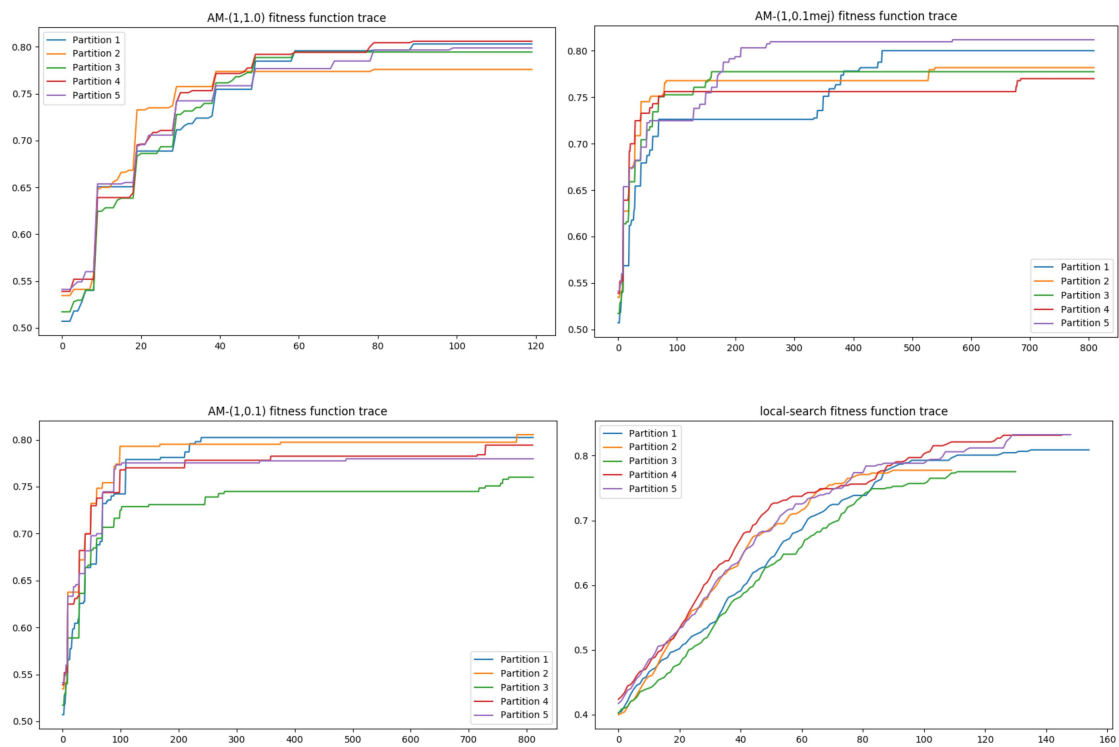 AM-(1,1.0) fitness function trace
0.80
0.75
0.70
0.65
0.60
0.55
0.50
Partition 1
Partition 2
Partition 3
Partition 4
Partition 5
0 20 40 60 80 100 120
AM-(1,0.1mej) fitness function trace
0.80
0.75
0.70
0.65
0.60
0.55
0.50
Partition 1
Partition 2
Partition 3
Partition 4
Partition 5
0 100 200 300 400 500 600 700 800
AM-(1,0.1) fitness function trace
0.80
0.75
0.70
0.65
0.60
0.55
0.50
Partition 1
Partition 2
Partition 3
Partition 4
Partition 5
0 100 200 300 400 500 600 700 800
local-search fitness function trace
Partition 1
Partition 2
Partition 3
Partition 4
Partition 5
0.8
0.7
0.6
0.5
0.4
0 20 40 60 80 100 120 140 160